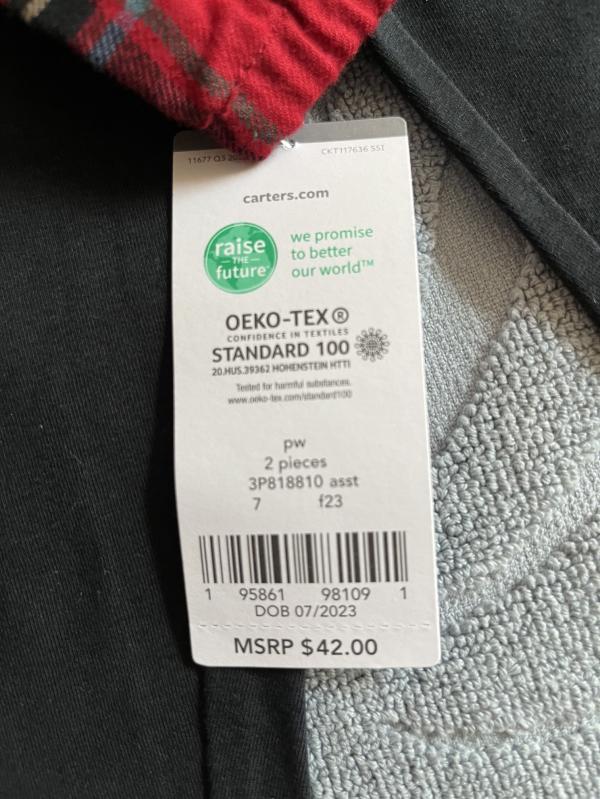 11677 Q3 20
CKT117636 SSI
carters.com
raise
THE
future
we promise
to better
our world™
OEKO-TEX®
CONFIDENCE IN TEXTILES
STANDARD 100
20.HUS.39362 HOHENSTEIN HTTI
Tested for harmful substances.
www.oeko-tex.com/standard100
pw
2 pieces
3P818810 asst
7 f23
1 95861 98109 1
DOB 07/2023
MSRP $42.00